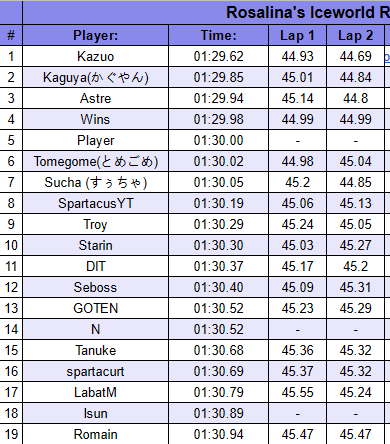 Rosalina's Iceworld R
# Player: Time: Lap 1 Lap 2
1 Kazuo 01:29.62 44.93 44.69
2 Kaguya(かぐやん) 01:29.85 45.01 44.84
3 Astre 01:29.94 45.14 44.8
4 Wins 01:29.98 44.99 44.99
5 Player 01:30.00 - -
6 Tomegome(とめごめ) 01:30.02 44.98 45.04
7 Sucha (すぅちゃ) 01:30.05 45.2 44.85
8 SpartacusYT 01:30.19 45.06 45.13
9 Troy 01:30.29 45.24 45.05
10 Starin 01:30.30 45.03 45.27
11 DIT 01:30.37 45.17 45.2
12 Seboss 01:30.40 45.09 45.31
13 GOTEN 01:30.52 45.23 45.29
14 N 01:30.52 - -
15 Tanuke 01:30.68 45.36 45.32
16 spartacurt 01:30.69 45.37 45.32
17 LabatM 01:30.79 45.55 45.24
18 Isun 01:30.89 - -
19 Romain 01:30.94 45.47 45.47